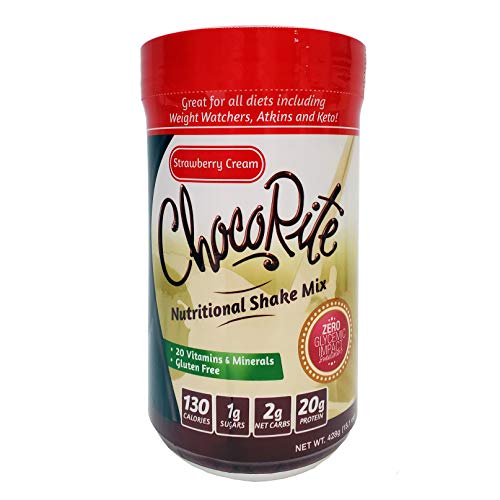 Great for all diets including
Weight Watchers, Atkins and Keto!
Strawberry Cream
ChocoRite
Nutritional Shake Mix
ZERO
GLYCEMIC
IMPACT
• 20 Vitamins & Minerals
• Gluten Free
130
CALORIES
1g
SUGARS
2g
NET CARBS
20g
PROTEIN
NET WT. 428g